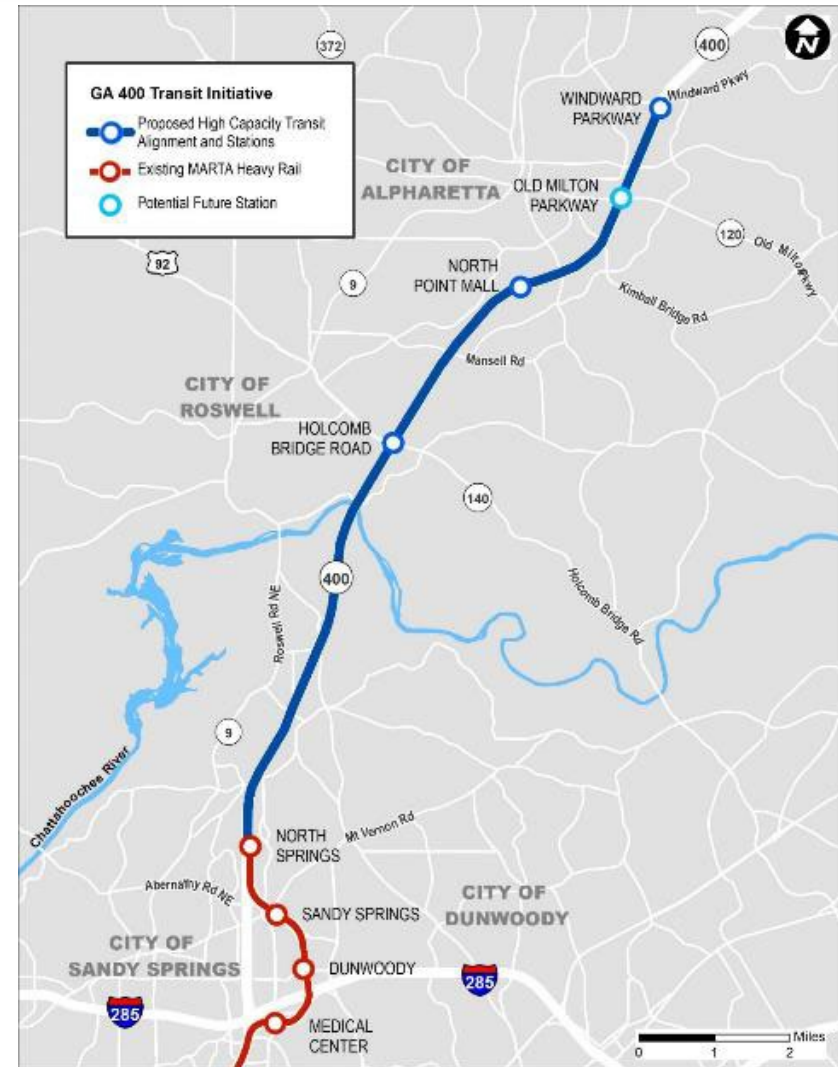 N
372
400
GA 400 Transit Initiative
Proposed High Capacity Transit
Alignment and Stations
Existing MARTA Heavy Rail
Potential Future Station
WINDWARD
PARKWAY
Windward Pkwy
CITY OF
ALPHARETTA
OLD MILTON
PARKWAY
120
Old Milton Pkwy
92
9
NORTH
POINT MALL
Kimball Bridge Rd
Mansell Rd
CITY OF
ROSWELL
HOLCOMB
BRIDGE ROAD
140
400
Holcomb Bridge Rd
Roswell Rd NE
9
Chattahoochee River
NORTH
SPRINGS
Mt Vernon Rd
Abernathy Rd NE
SANDY SPRINGS
CITY OF
DUNWOODY
CITY OF
SANDY SPRINGS
DUNWOODY
285
285
MEDICAL
CENTER
Miles
0 1 2